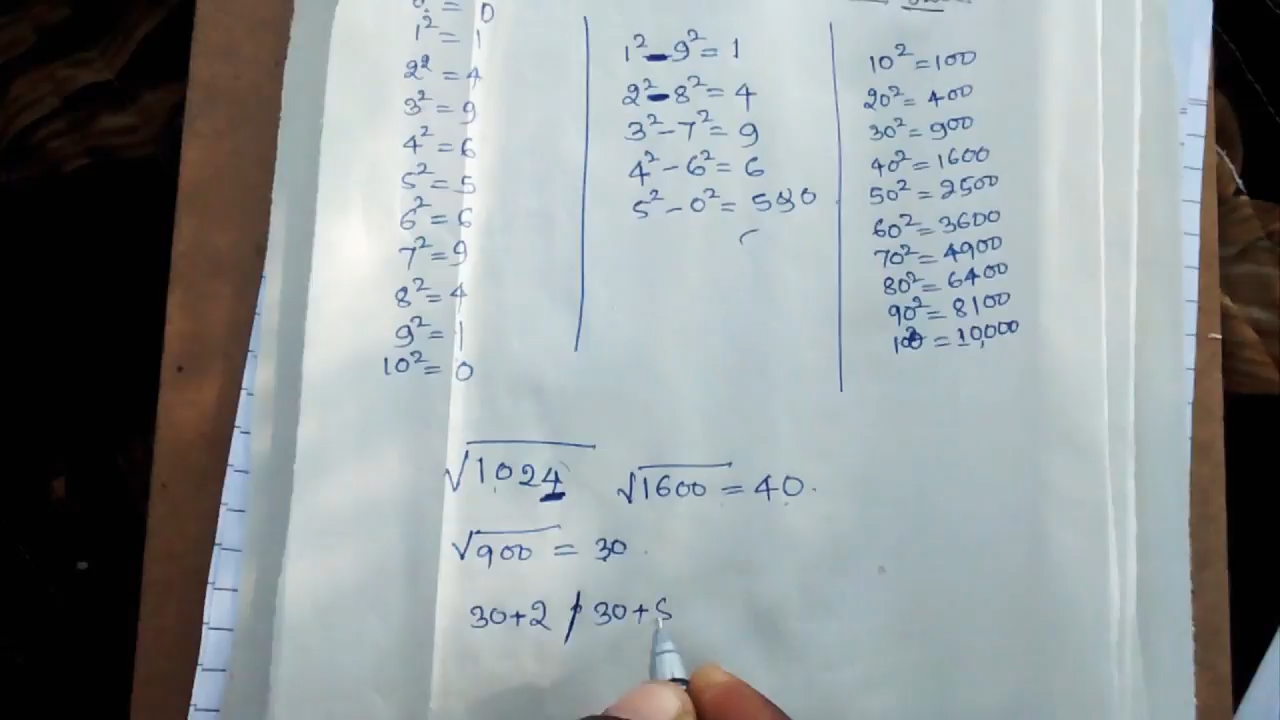 0² = 0
1² = 1
2² = 4
3² = 9
4² = 6
5² = 5
6² = 6
7² = 9
8² = 4
9² = 1
10² = 0
1² - 9² = 1
2² - 8² = 4
3² - 7² = 9
4² - 6² = 6
5² - 0² = 5&0
10² = 100
20² = 400
30² = 900
40² = 1600
50² = 2500
60² = 3600
70² = 4900
80² = 6400
90² = 8100
100² = 10,000
√1024 √1600 = 40.
√900 = 30.
30+2 / 30+